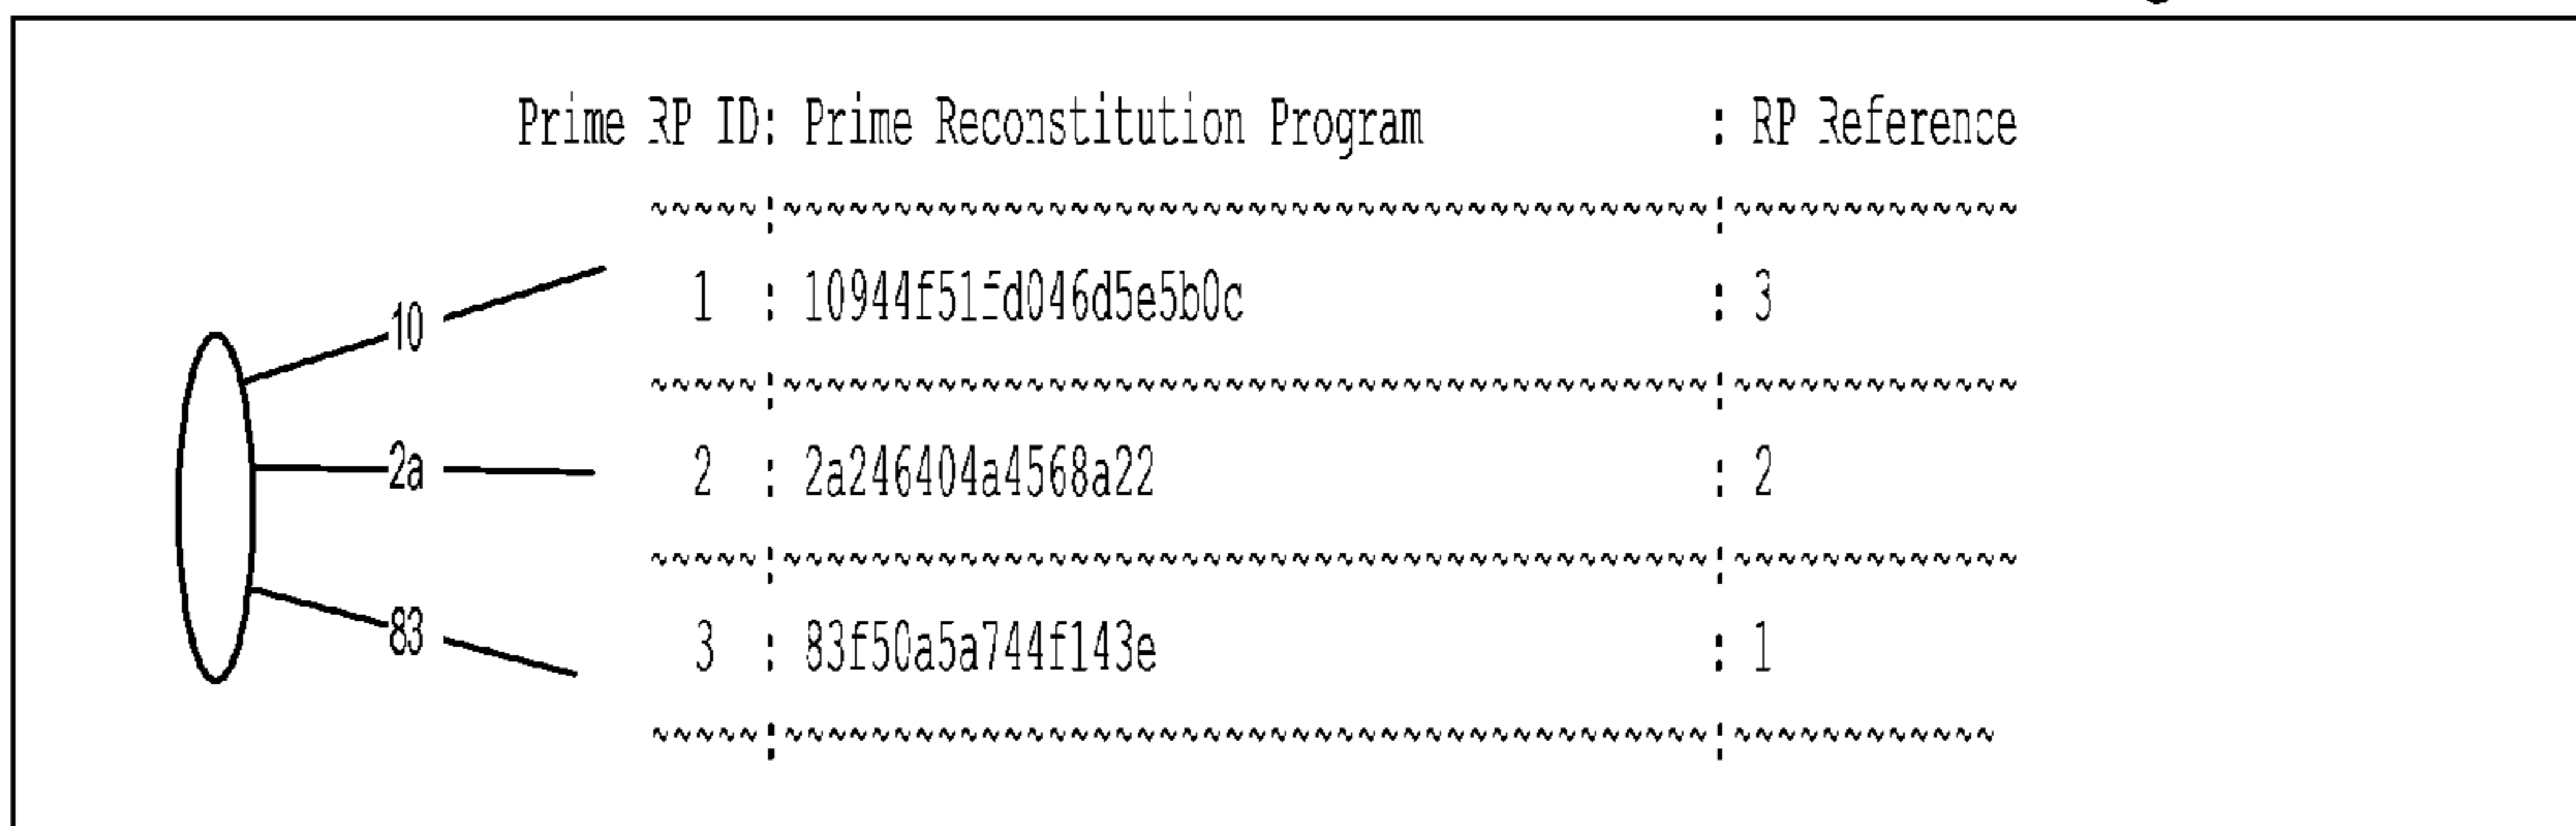 Prime RP ID: Prime Reconstitution Program : RP Reference
~~~~~¦~~~~~~~~~~~~~~~~~~~~~~~~~~~~~~~~~~~~~~~~~~¦~~~~~~~~~~~~~
10 1 : 10944f51fd046d5e5b0c : 3
~~~~~¦~~~~~~~~~~~~~~~~~~~~~~~~~~~~~~~~~~~~~~~~~~¦~~~~~~~~~~~~~
2a 2 : 2a246404a4568a22 : 2
~~~~~¦~~~~~~~~~~~~~~~~~~~~~~~~~~~~~~~~~~~~~~~~~~¦~~~~~~~~~~~~~
83 3 : 83f50a5a744f143e : 1
~~~~~¦~~~~~~~~~~~~~~~~~~~~~~~~~~~~~~~~~~~~~~~~~~¦~~~~~~~~~~~~